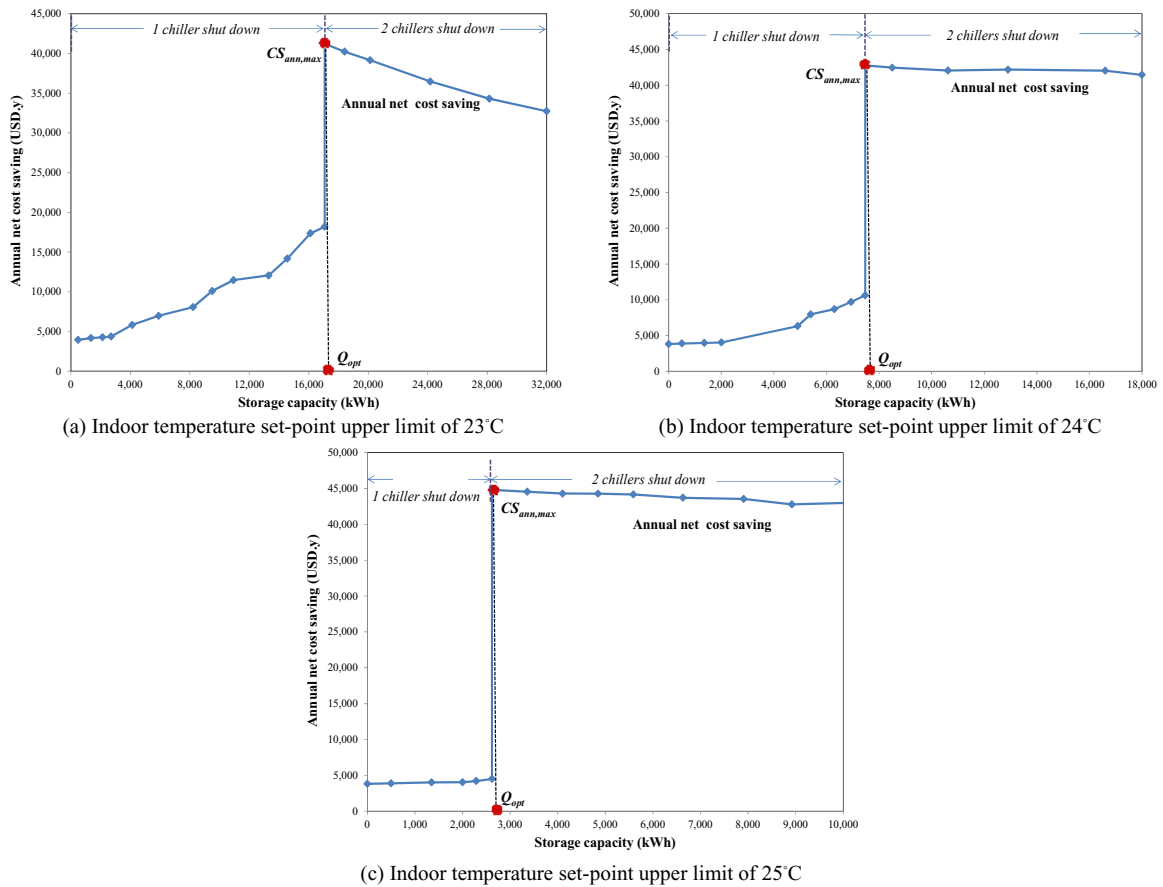 45,000
40,000
35,000
30,000
25,000
20,000
15,000
10,000
5,000
0
Annual net cost saving (USD.y)
1 chiller shut down
2 chillers shut down
CSann,max
Annual net cost saving
Qopt
0 4,000 8,000 12,000 16,000 20,000 24,000 28,000 32,000
Storage capacity (kWh)
(a) Indoor temperature set-point upper limit of 23°C
50,000
45,000
40,000
35,000
30,000
25,000
20,000
15,000
10,000
5,000
0
Annual net cost saving (USD.y)
1 chiller shut down
2 chillers shut down
CSann,max
Annual net cost saving
Qopt
0 2,000 4,000 6,000 8,000 10,000 12,000 14,000 16,000 18,000
Storage capacity (kWh)
(b) Indoor temperature set-point upper limit of 24°C
50,000
45,000
40,000
35,000
30,000
25,000
20,000
15,000
10,000
5,000
0
Annual net cost saving (USD.y)
1 chiller shut down
2 chillers shut down
CSann,max
Annual net cost saving
Qopt
0 1,000 2,000 3,000 4,000 5,000 6,000 7,000 8,000 9,000 10,000
Storage capacity (kWh)
(c) Indoor temperature set-point upper limit of 25°C